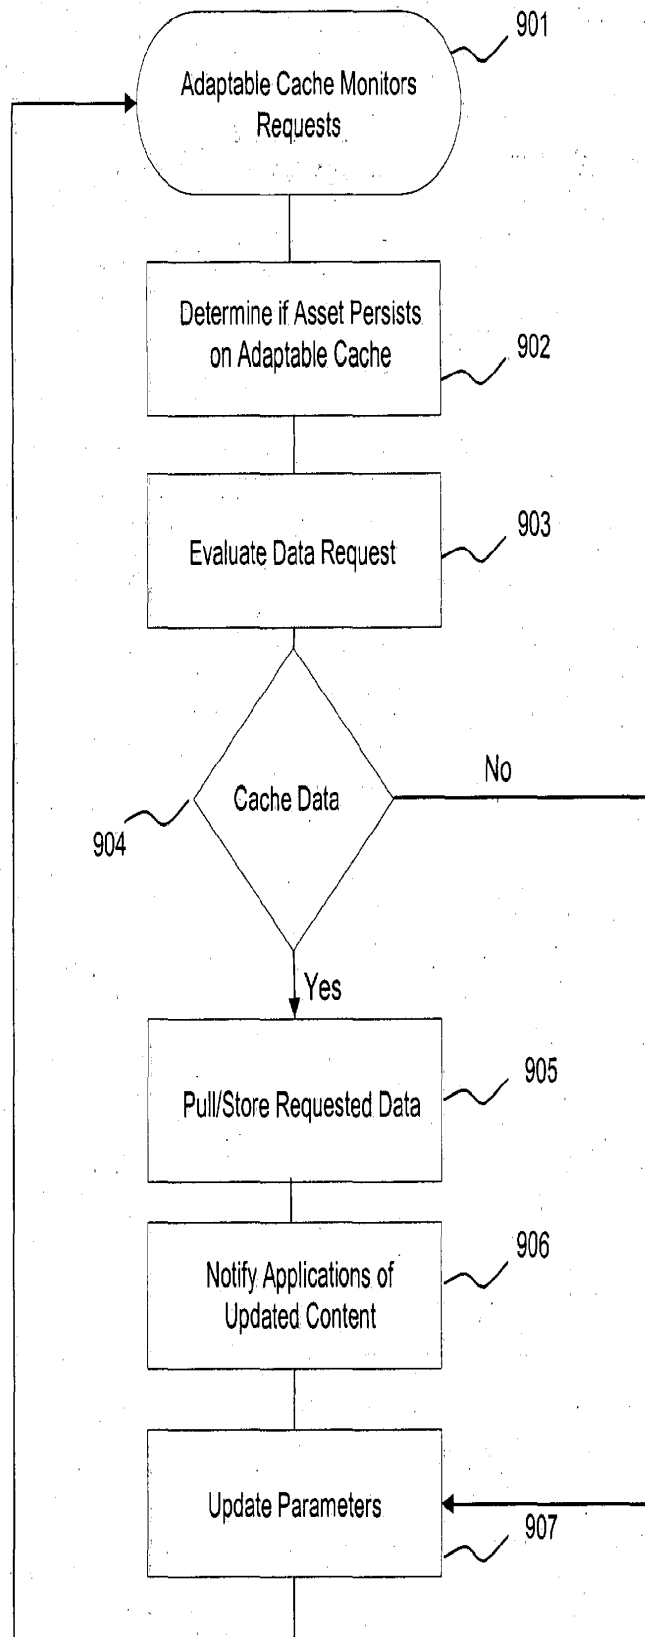 901
Adaptable Cache Monitors
Requests
Determine if Asset Persists
on Adaptable Cache
902
903
Evaluate Data Request
No
Cache Data
904
Yes
905
Pull/Store Requested Data
906
Notify Applications of
Updated Content
Update Parameters
907